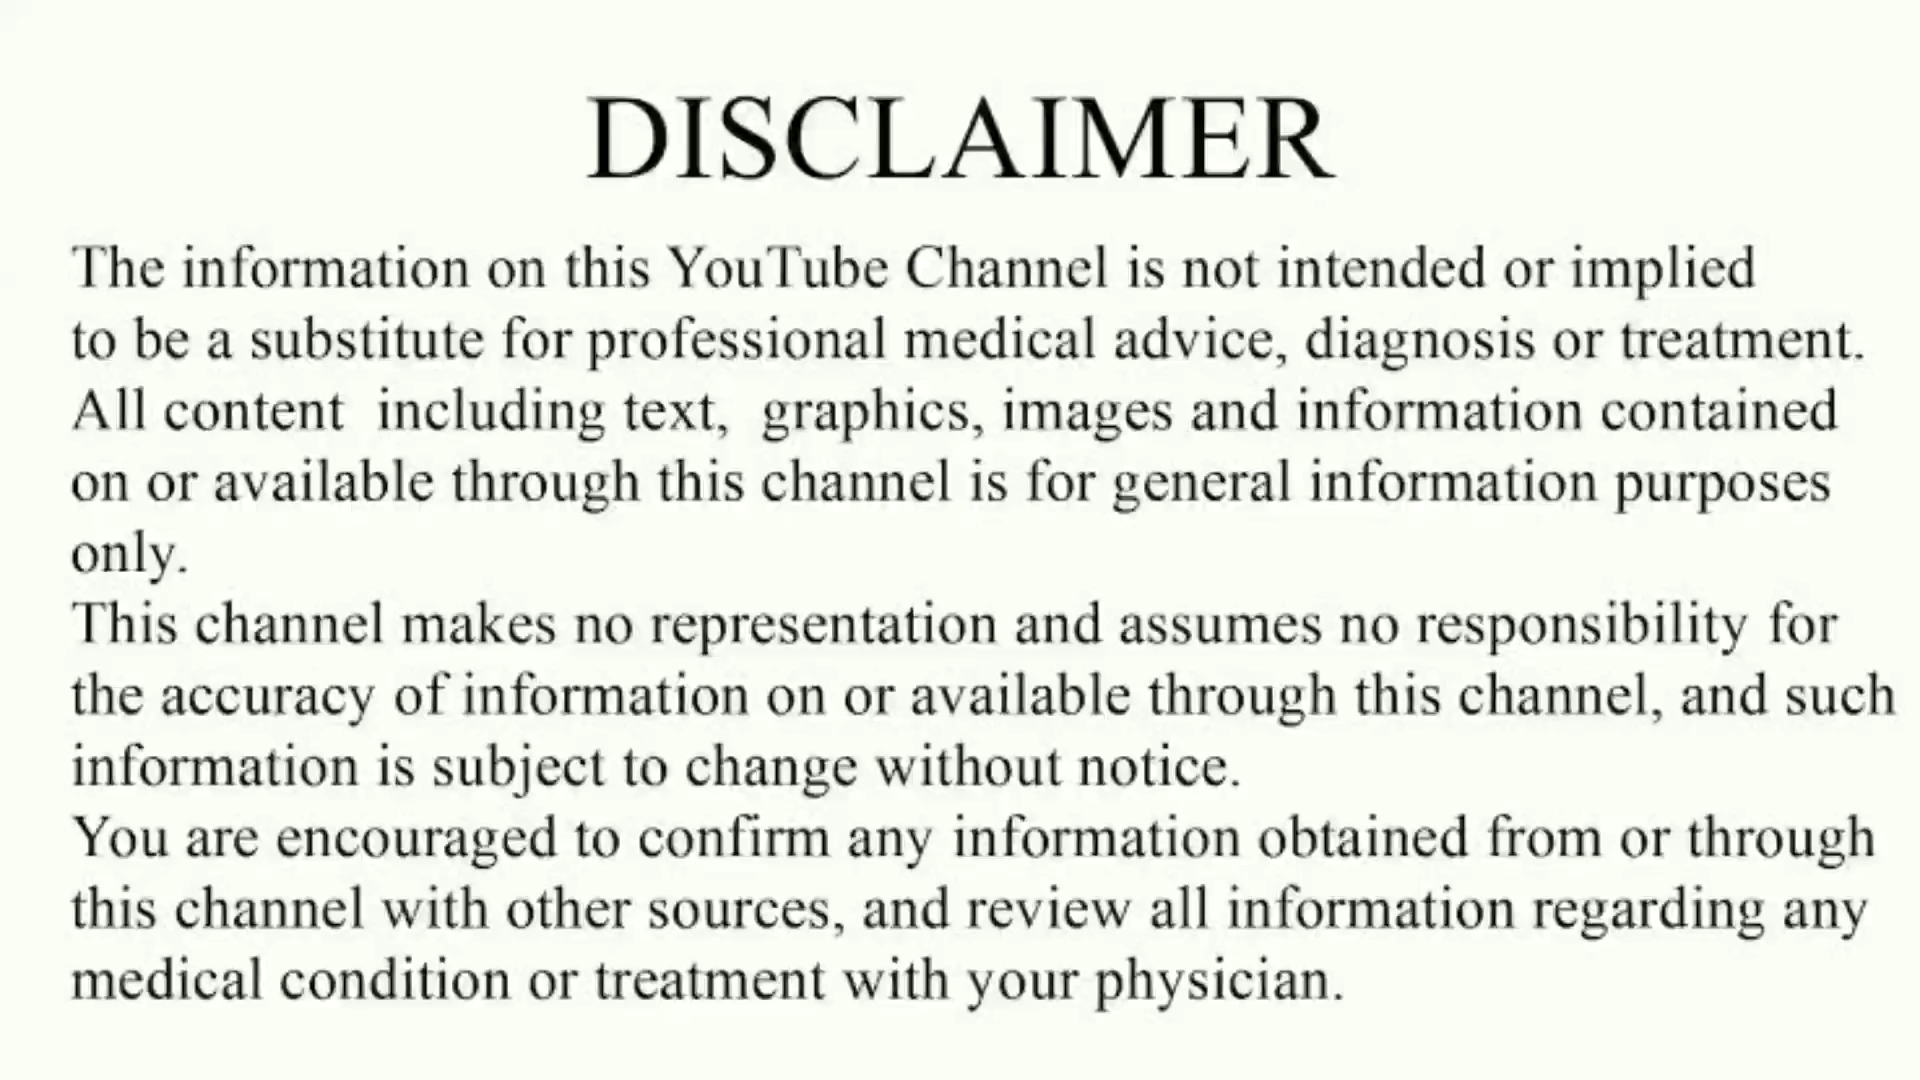 DISCLAIMER
The information on this YouTube Channel is not intended or implied
to be a substitute for professional medical advice, diagnosis or treatment.
All content  including text,  graphics, images and information contained
on or available through this channel is for general information purposes
only.
This channel makes no representation and assumes no responsibility for
the accuracy of information on or available through this channel, and such
information is subject to change without notice.
You are encouraged to confirm any information obtained from or through
this channel with other sources, and review all information regarding any
medical condition or treatment with your physician.